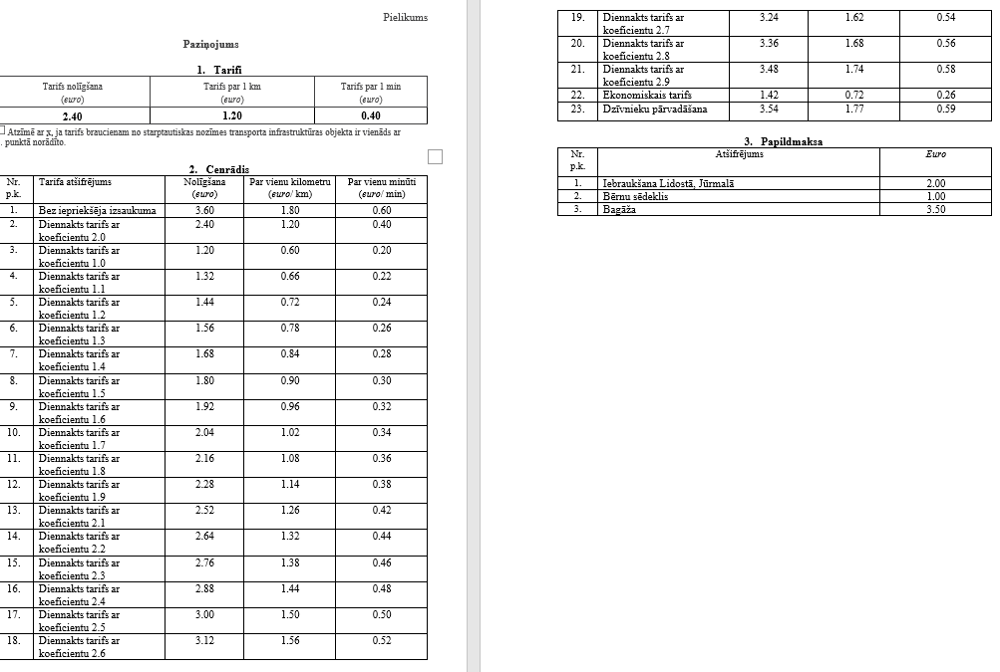 Pielikums
Paziņojums
1. Tarifi
Tarifs nolīgšana Tarifs par 1 km Tarifs par 1 min
(euro) (euro) (euro)
2.40 1.20 0.40
Atzīmē ar x, ja tarifs braucienam no starptautiskas nozīmes transporta infrastruktūras objekta ir vienāds ar
. punktā norādīto.
2. Cenrādis
Nr. Tarifa atšifrējums Nolīgšana Par vienu kilometru Par vienu minūti
p.k. (euro) (euro/ km) (euro/ min)
1. Bez iepriekšēja izsaukuma 3.60 1.80 0.60
2. Diennakts tarifs ar 2.40 1.20 0.40
koeficientu 2.0
3. Diennakts tarifs ar 1.20 0.60 0.20
koeficientu 1.0
4. Diennakts tarifs ar 1.32 0.66 0.22
koeficientu 1.1
5. Diennakts tarifs ar 1.44 0.72 0.24
koeficientu 1.2
6. Diennakts tarifs ar 1.56 0.78 0.26
koeficientu 1.3
7. Diennakts tarifs ar 1.68 0.84 0.28
koeficientu 1.4
8. Diennakts tarifs ar 1.80 0.90 0.30
koeficientu 1.5
9. Diennakts tarifs ar 1.92 0.96 0.32
koeficientu 1.6
10. Diennakts tarifs ar 2.04 1.02 0.34
koeficientu 1.7
11. Diennakts tarifs ar 2.16 1.08 0.36
koeficientu 1.8
12. Diennakts tarifs ar 2.28 1.14 0.38
koeficientu 1.9
13. Diennakts tarifs ar 2.52 1.26 0.42
koeficientu 2.1
14. Diennakts tarifs ar 2.64 1.32 0.44
koeficientu 2.2
15. Diennakts tarifs ar 2.76 1.38 0.46
koeficientu 2.3
16. Diennakts tarifs ar 2.88 1.44 0.48
koeficientu 2.4
17. Diennakts tarifs ar 3.00 1.50 0.50
koeficientu 2.5
18. Diennakts tarifs ar 3.12 1.56 0.52
koeficientu 2.6
19. Diennakts tarifs ar 3.24 1.62 0.54
koeficientu 2.7
20. Diennakts tarifs ar 3.36 1.68 0.56
koeficientu 2.8
21. Diennakts tarifs ar 3.48 1.74 0.58
koeficientu 2.9
22. Ekonomiskais tarifs 1.42 0.72 0.26
23. Dzīvnieku pārvadāšana 3.54 1.77 0.59
3. Papildmaksa
Nr. Atšifrējums Euro
p.k.
1. Iebraukšana Lidostā, Jūrmalā 2.00
2. Bērnu sēdeklis 1.00
3. Bagāža 3.50